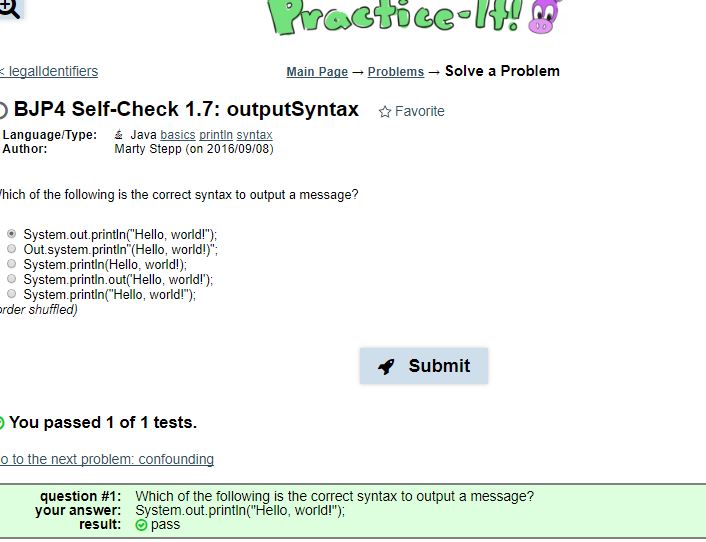 Practice-It!
< legalIdentifiers
Main Page → Problems → Solve a Problem
BJP4 Self-Check 1.7: outputSyntax ☆ Favorite
Language/Type: Java basics println syntax
Author: Marty Stepp (on 2016/09/08)
hich of the following is the correct syntax to output a message?
System.out.println("Hello, world!");
Out.system.println"(Hello, world!)";
System.println(Hello, world!);
System.println.out('Hello, world!');
System.println("Hello, world!");
order shuffled)
Submit
You passed 1 of 1 tests.
o to the next problem: confounding
question #1: Which of the following is the correct syntax to output a message?
your answer: System.out.println("Hello, world!");
result: pass